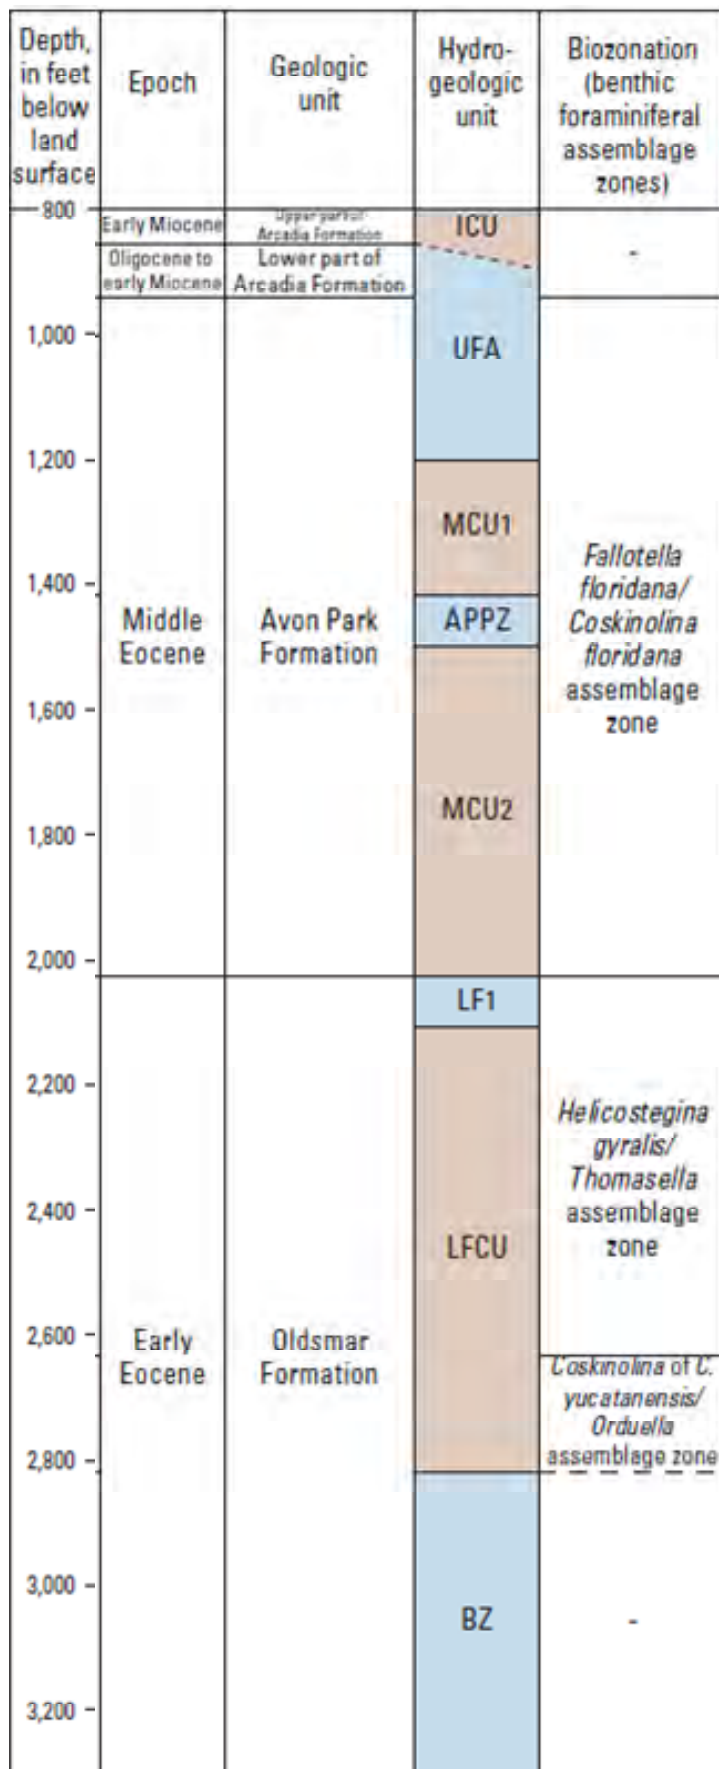 Depth,
in feet
below
land
surface
Epoch
Geologic
unit
Hydro-
geologic
unit
Biozonation
(benthic
foraminiferal
assemblage
zones)
800
Early Miocene
Upper part of
Arcadia Formation
ICU
-
Oligocene to
early Miocene
Lower part of
Arcadia Formation
1,000
UFA
1,200
MCU1
1,400
Middle
Eocene
Avon Park
Formation
APPZ
Fallotella
floridana/
Coskinolina
floridana
assemblage
zone
1,600
MCU2
1,800
2,000
LF1
2,200
Helicostegina
gyralis/
Thomasella
assemblage
zone
2,400
LFCU
2,600
Early
Eocene
Oldsmar
Formation
Coskinolina of C.
yucatanensis/
Orduella
assemblage zone
2,800
3,000
BZ
-
3,200